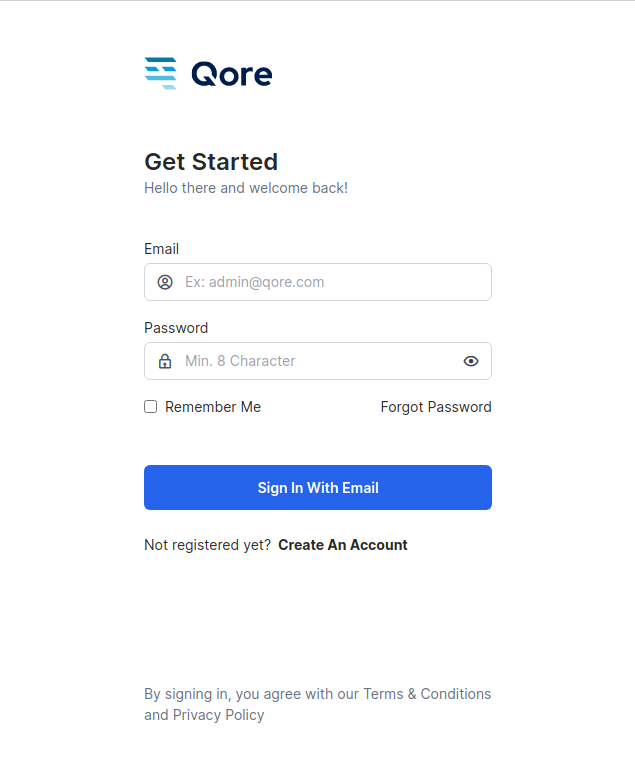 Qore
Get Started
Hello there and welcome back!
Email
Ex: admin@qore.com
Password
Min. 8 Character
Remember Me
Forgot Password
Sign In With Email
Not registered yet? Create An Account
By signing in, you agree with our Terms & Conditions
and Privacy Policy